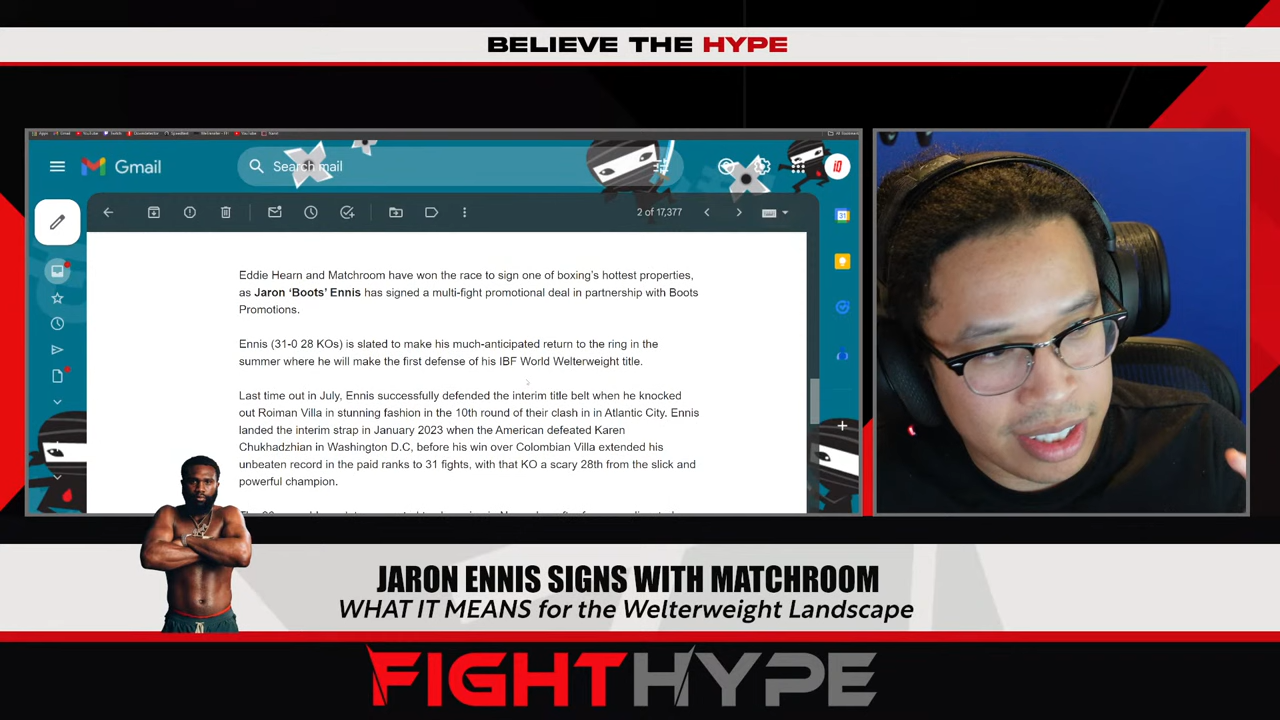 BELIEVE THE HYPE
Gmail
Search mail
2 of 17,377
Eddie Hearn and Matchroom have won the race to sign one of boxing's hottest properties,
as Jaron 'Boots' Ennis has signed a multi-fight promotional deal in partnership with Boots
Promotions.
Ennis (31-0 28 KOs) is slated to make his much-anticipated return to the ring in the
summer where he will make the first defense of his IBF World Welterweight title.
Last time out in July, Ennis successfully defended the interim title belt when he knocked
out Roiman Villa in stunning fashion in the 10th round of their clash in in Atlantic City. Ennis
landed the interim strap in January 2023 when the American defeated Karen
Chukhadzhian in Washington D.C, before his win over Colombian Villa extended his
unbeaten record in the paid ranks to 31 fights, with that KO a scary 28th from the slick and
powerful champion.
JARON ENNIS SIGNS WITH MATCHROOM
WHAT IT MEANS for the Welterweight Landscape
FIGHTHYPE